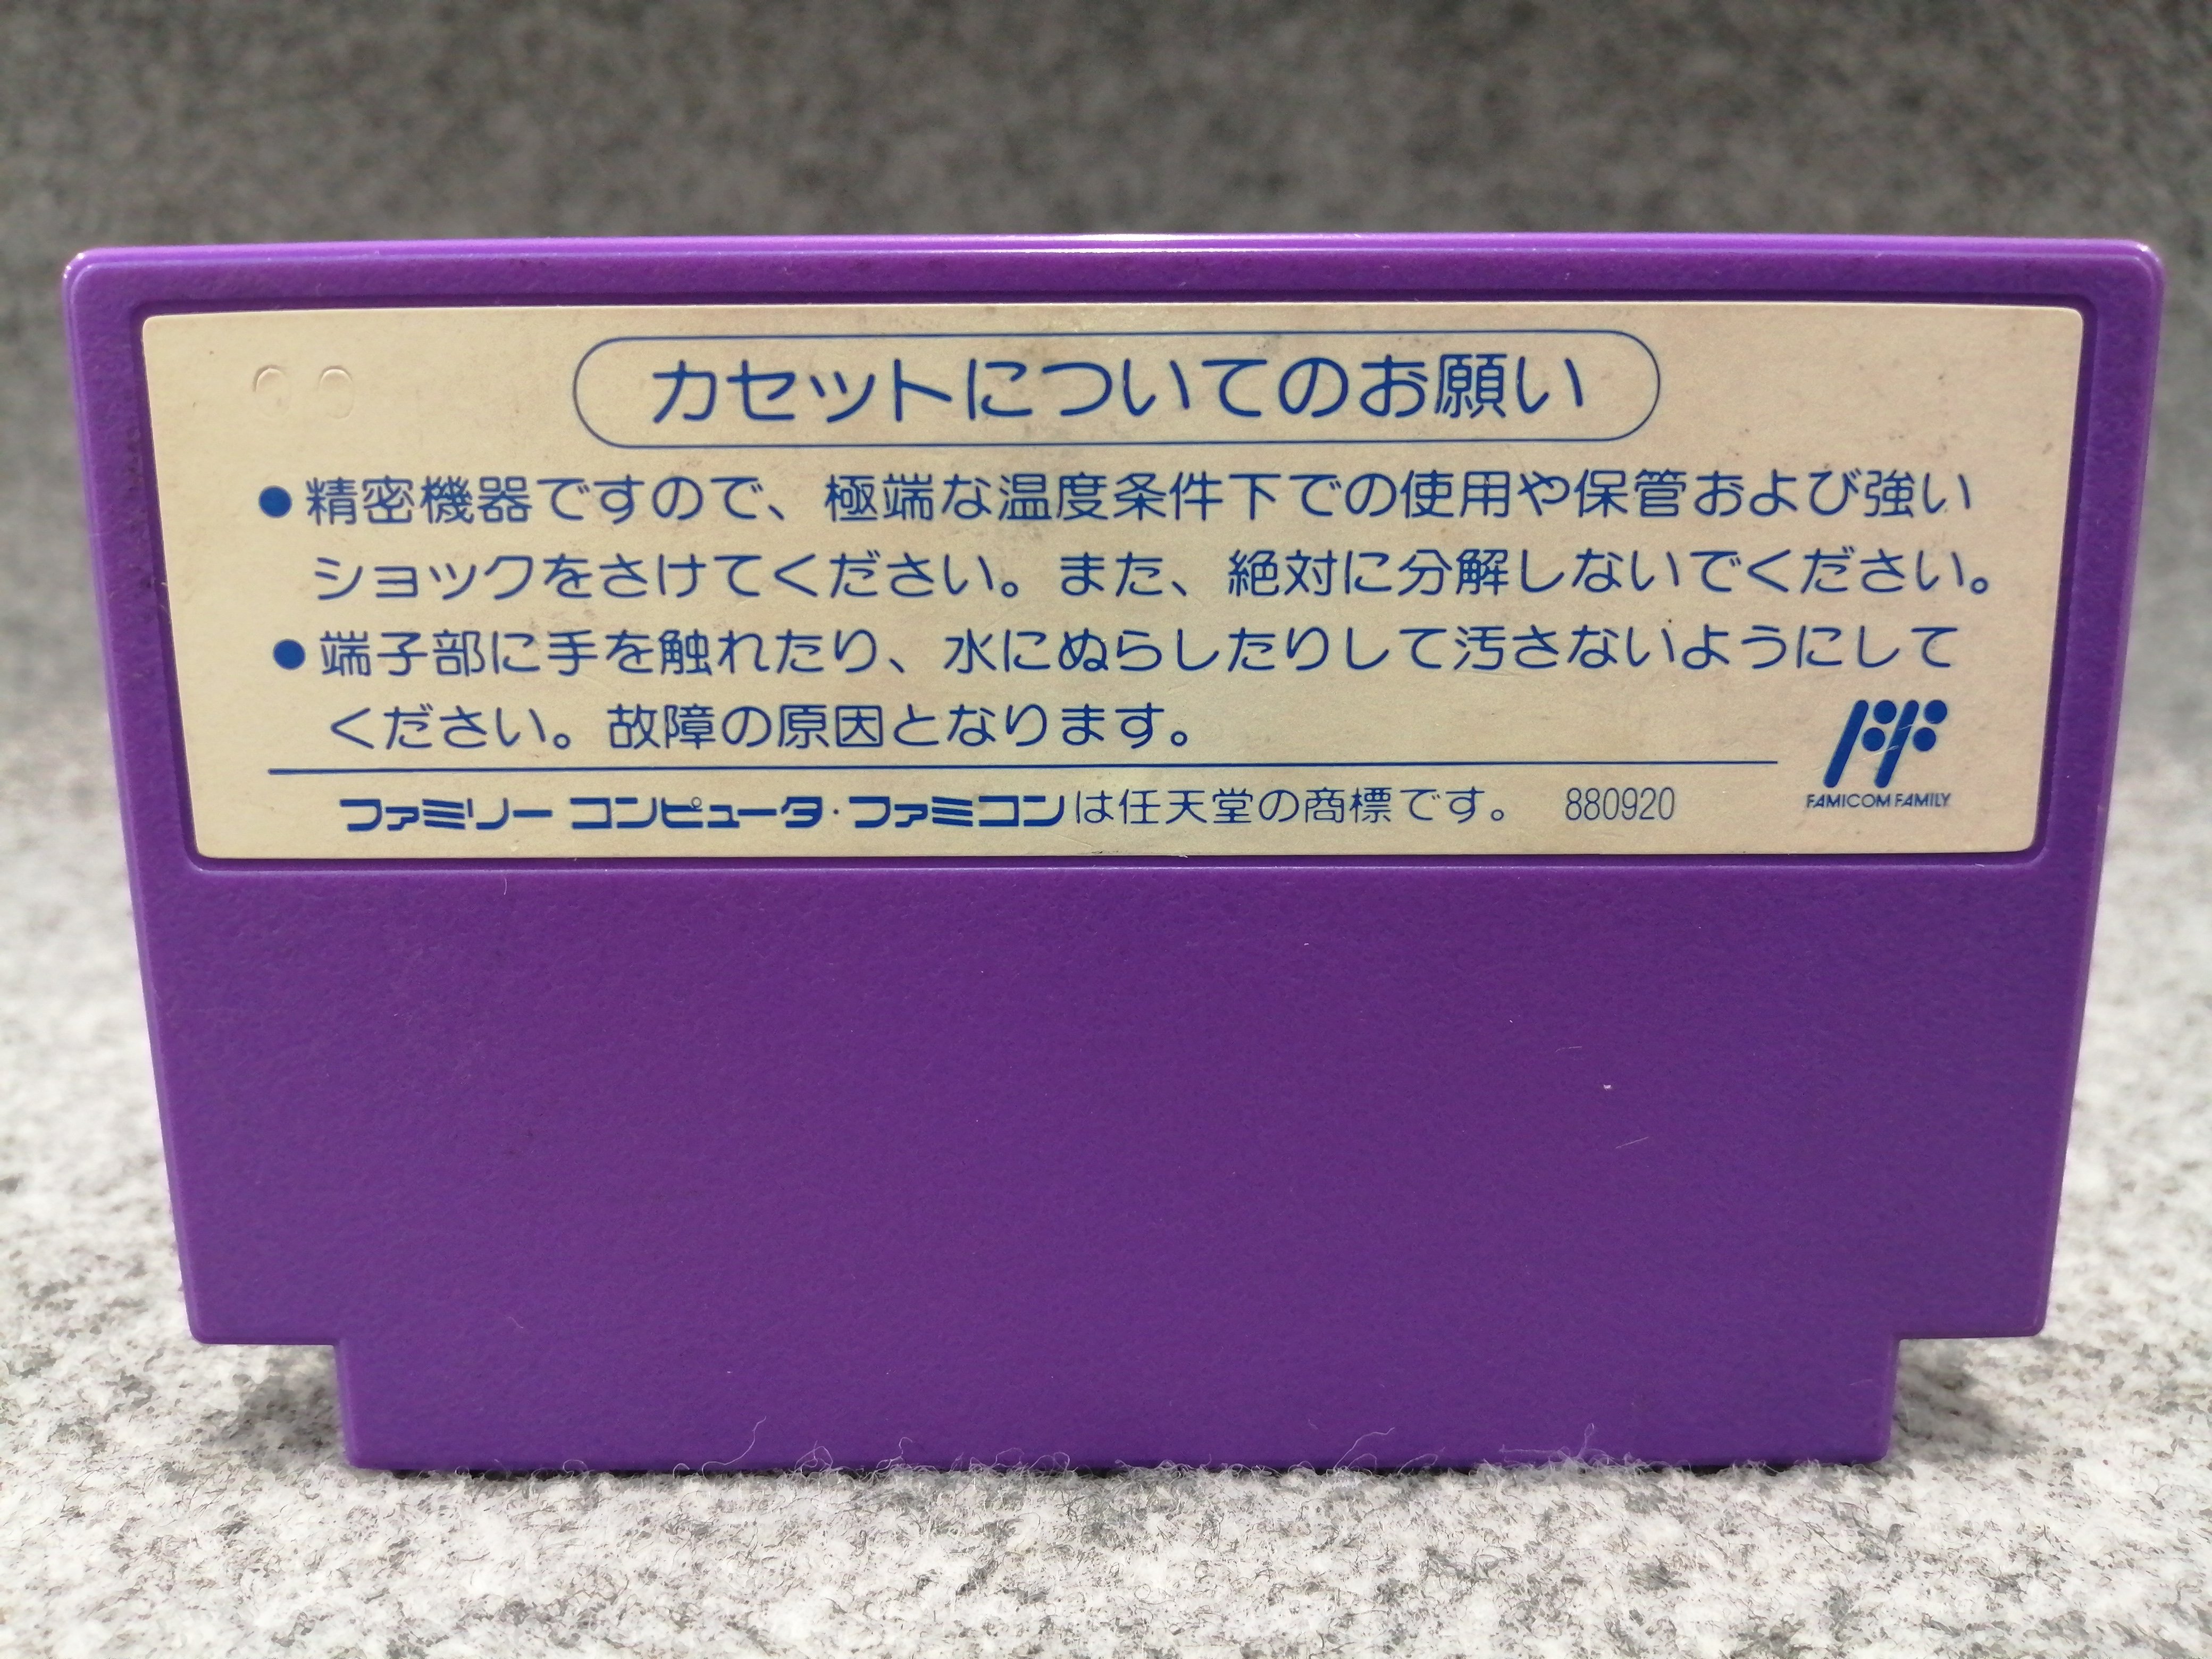 カセットについてのお願い
●精密機器ですので、極端な温度条件下での使用や保管および強い
ショックをさけてください。また、絶対に分解しないでください。
●端子部に手を触れたり、水にぬらしたりして汚さないようにして
ください。故障の原因となります。
ファミリー コンピュータ・ファミコンは任天堂の商標です。 880920
FAMICOM FAMILY